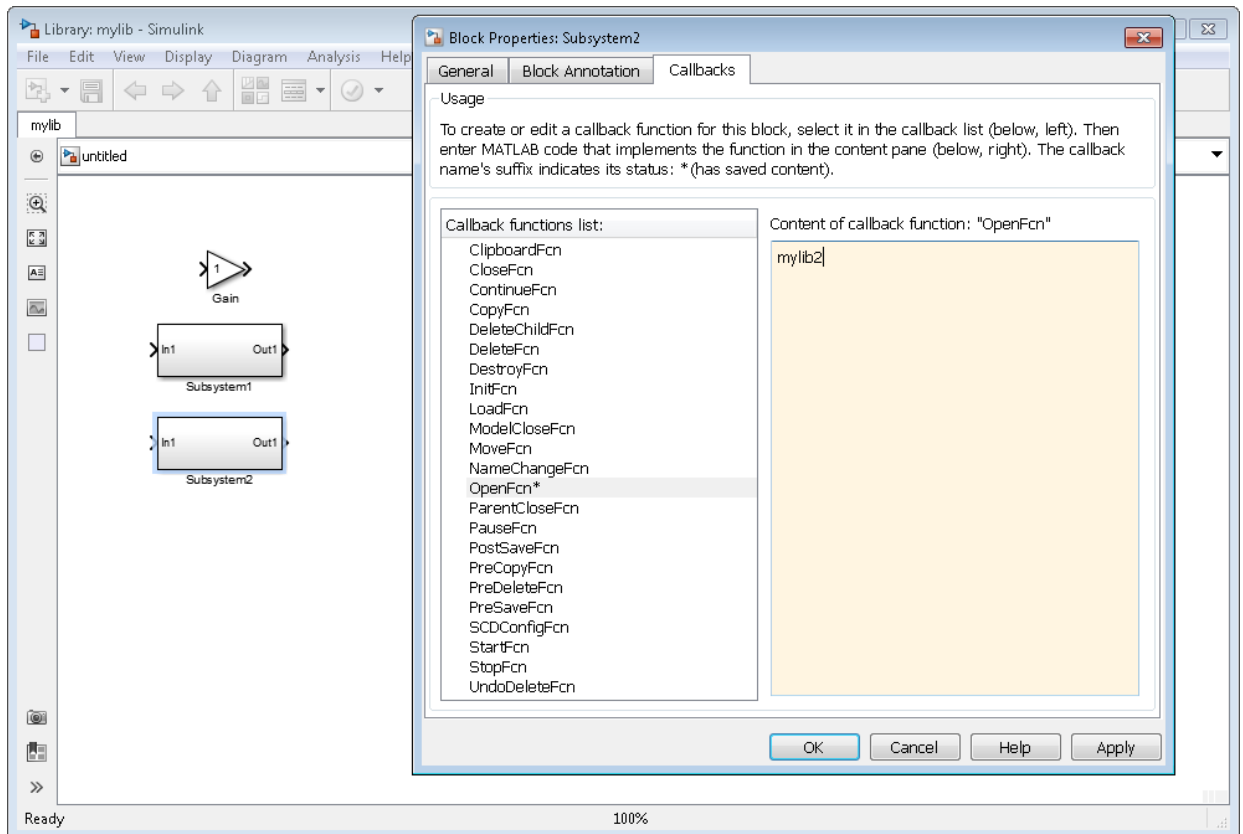 Library: mylib - Simulink
File Edit View Display Diagram Analysis Help
mylib
untitled
1
Gain
In1 Out1
Subsystem1
In1 Out1
Subsystem2
Ready
100%
Block Properties: Subsystem2
General Block Annotation Callbacks
Usage
To create or edit a callback function for this block, select it in the callback list (below, left). Then
enter MATLAB code that implements the function in the content pane (below, right). The callback
name's suffix indicates its status: *(has saved content).
Callback functions list:
ClipboardFcn
CloseFcn
ContinueFcn
CopyFcn
DeleteChildFcn
DeleteFcn
DestroyFcn
InitFcn
LoadFcn
ModelCloseFcn
MoveFcn
NameChangeFcn
OpenFcn*
ParentCloseFcn
PauseFcn
PostSaveFcn
PreCopyFcn
PreDeleteFcn
PreSaveFcn
SCDConfigFcn
StartFcn
StopFcn
UndoDeleteFcn
Content of callback function: "OpenFcn"
mylib2
OK Cancel Help Apply